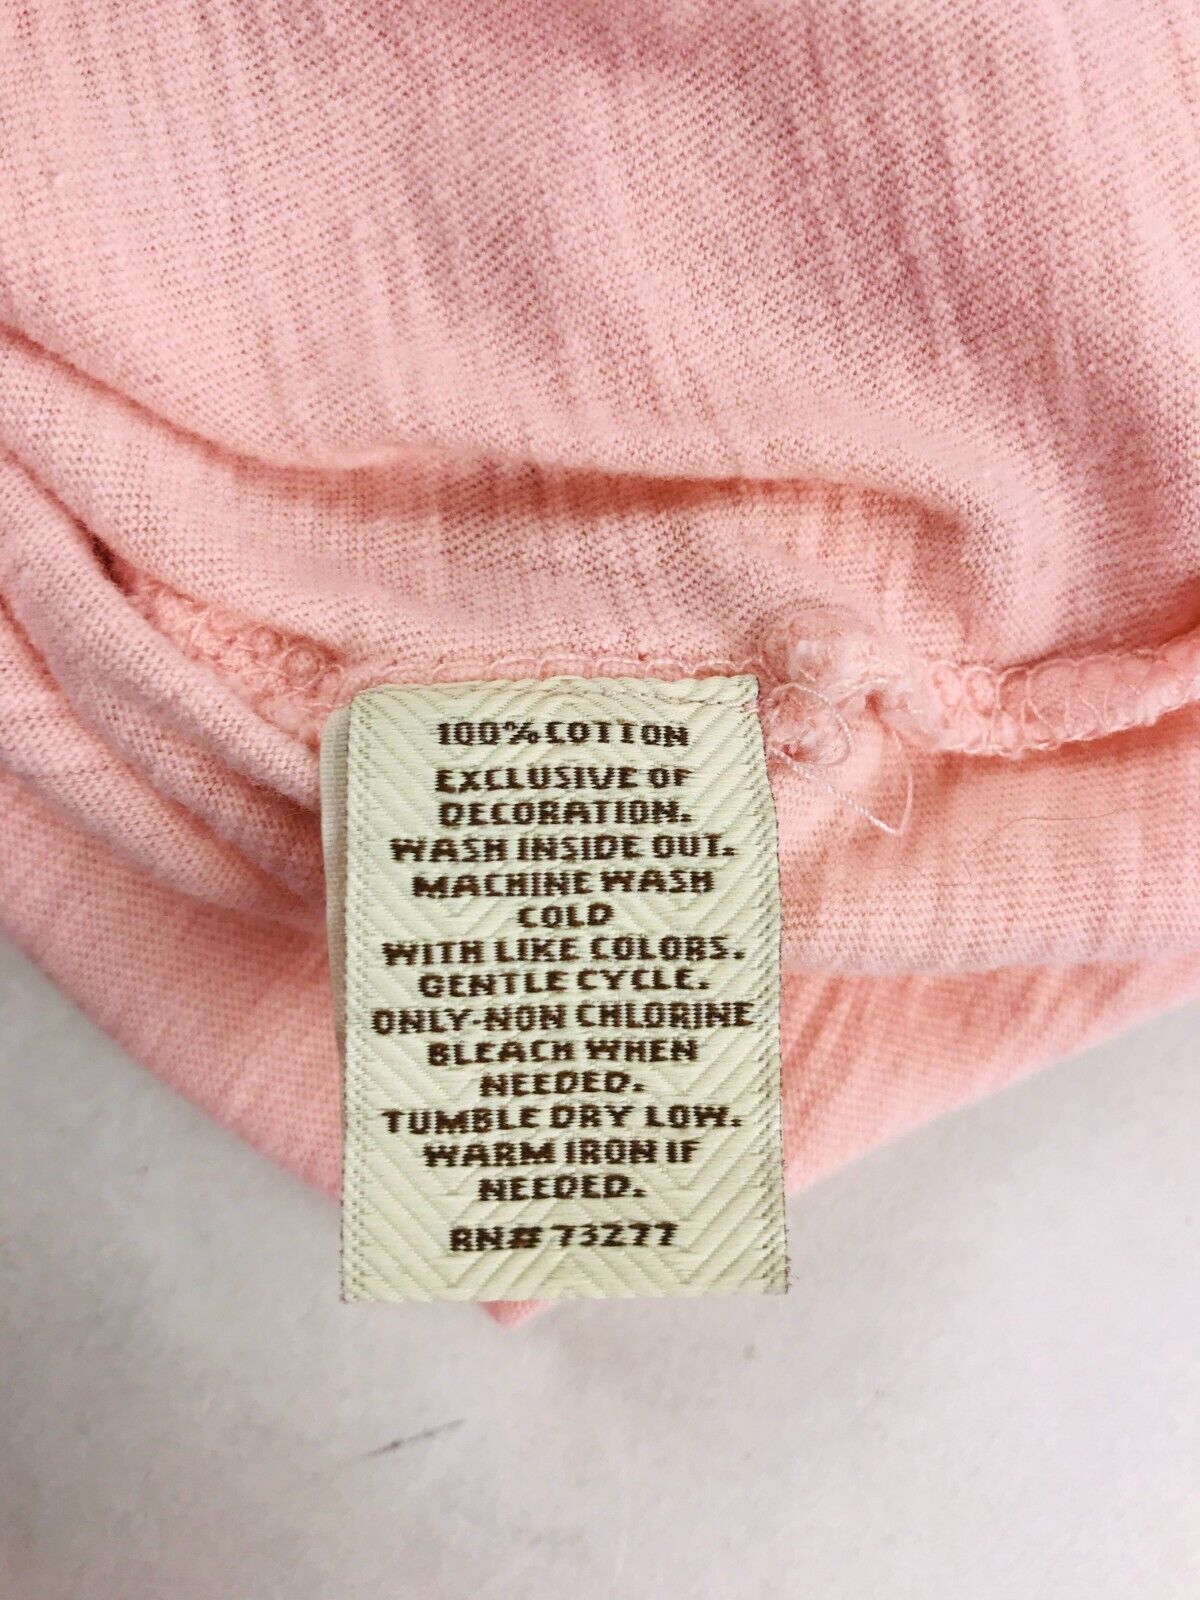 100% COTTON
EXCLUSIVE OF
DECORATION.
WASH INSIDE OUT.
MACHINE WASH
COLD
WITH LIKE COLORS.
GENTLE CYCLE.
ONLY-NON CHLORINE
BLEACH WHEN
NEEDED.
TUMBLE DRY LOW.
WARM IRON IF
NEEDED.
RN# 73277